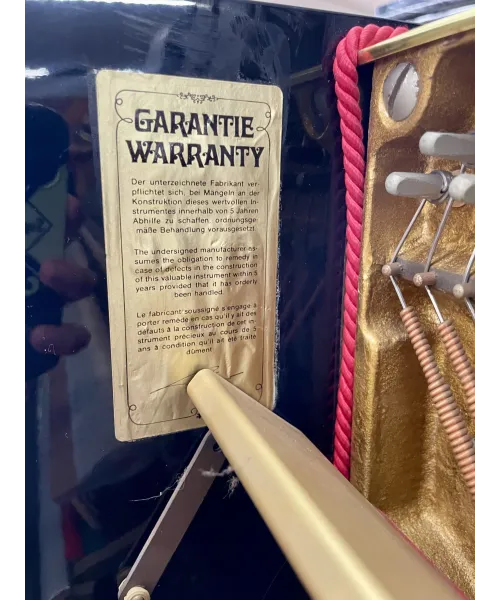 GARANTIE
WARRANTY
Der unterzeichnete Fabrikant ver-
pflichtet sich, bei Mängeln an der
Konstruktion dieses wertvollen In-
strumentes innerhalb von 5 Jahren
Abhilfe zu schaffen ordnungsge-
mäße Behandlung vorausgesetzt.
The undersigned manufacturer as-
sumes the obligation to remedy in
case of defects in the construction
of this valuable instrument within 5
years provided that it has orderly
been handled.
Le fabricant soussigné s'engage à
porter remède en cas qu'il y ait des
défauts à la construction de cet in-
strument précieux au cours de 5
ans à condition qu'il ait été traité
dûment